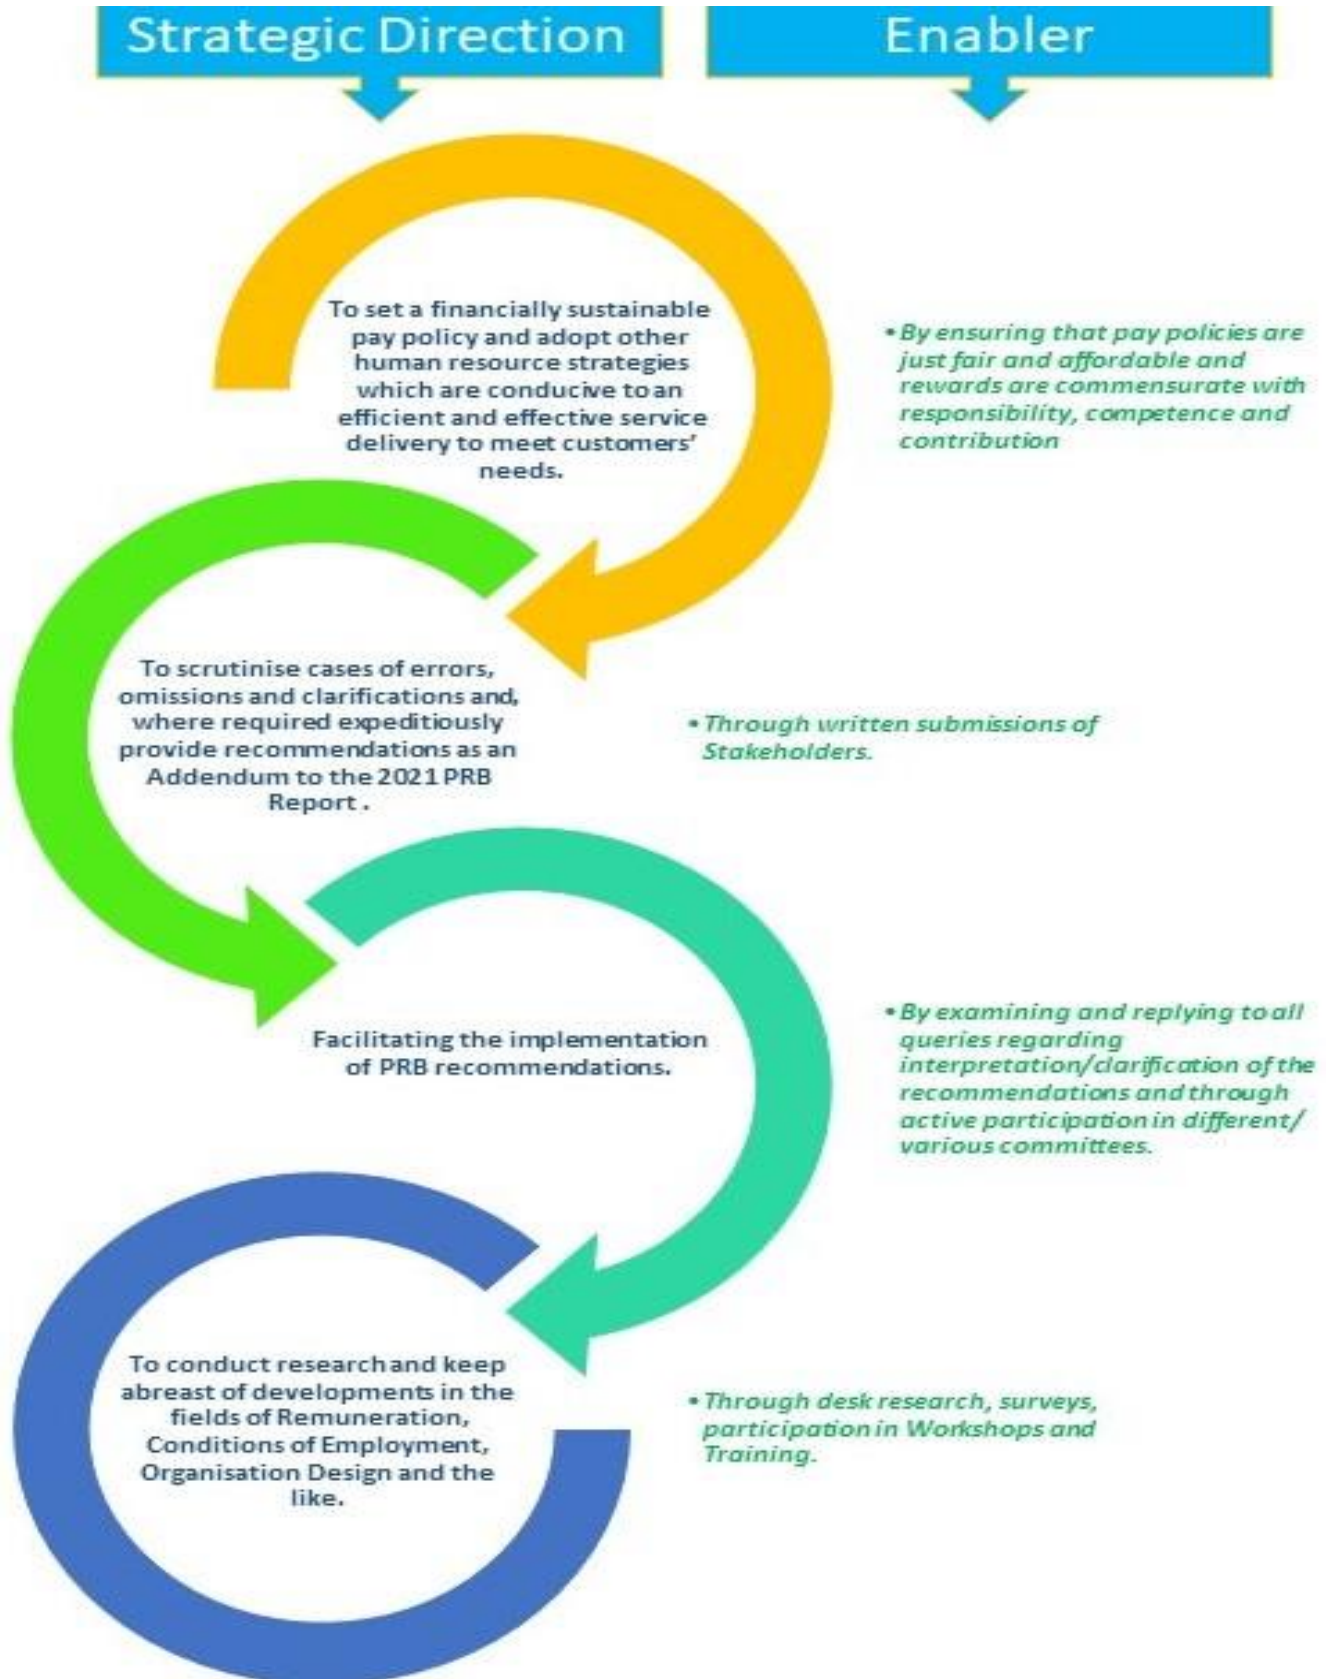 Strategic Direction
Enabler
To set a financially sustainable
pay policy and adopt other
human resource strategies
which are conducive to an
efficient and effective service
delivery to meet customers'
needs.
• By ensuring that pay policies are
just fair and affordable and
rewards are commensurate with
responsibility, competence and
contribution
To scrutinise cases of errors,
omissions and clarifications and,
where required expeditiously
provide recommendations as an
Addendum to the 2021 PRB
Report .
• Through written submissions of
Stakeholders.
Facilitating the implementation
of PRB recommendations.
• By examining and replying to all
queries regarding
interpretation/clarification of the
recommendations and through
active participation in different/
various committees.
To conduct research and keep
abreast of developments in the
fields of Remuneration,
Conditions of Employment,
Organisation Design and the
like.
• Through desk research, surveys,
participation in Workshops and
Training.